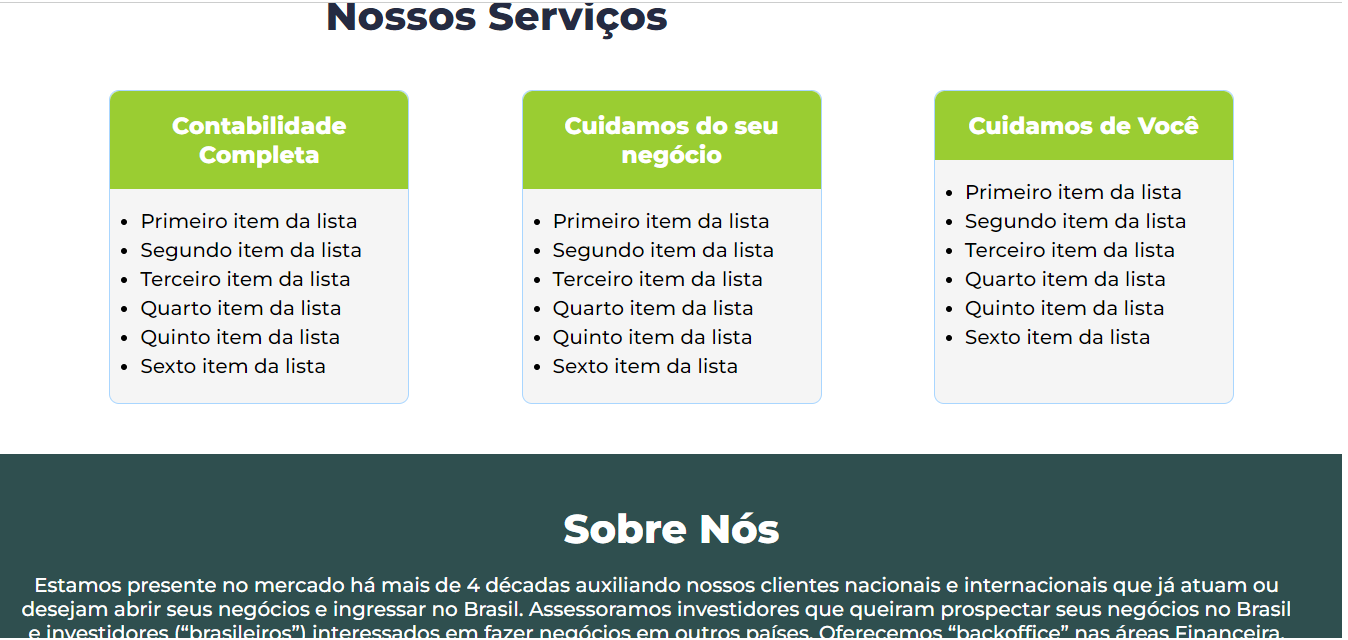 Nossos Serviços
Contabilidade
Completa
• Primeiro item da lista
• Segundo item da lista
• Terceiro item da lista
• Quarto item da lista
• Quinto item da lista
• Sexto item da lista
Cuidamos do seu
negócio
• Primeiro item da lista
• Segundo item da lista
• Terceiro item da lista
• Quarto item da lista
• Quinto item da lista
• Sexto item da lista
Cuidamos de Você
• Primeiro item da lista
• Segundo item da lista
• Terceiro item da lista
• Quarto item da lista
• Quinto item da lista
• Sexto item da lista
Sobre Nós
Estamos presente no mercado há mais de 4 décadas auxiliando nossos clientes nacionais e internacionais que já atuam ou
desejam abrir seus negócios e ingressar no Brasil. Assessoramos investidores que queiram prospectar seus negócios no Brasil
e investidores (“brasileiros”) interessados em fazer negócios em outros países. Oferecemos “backoffice” nas áreas Financeira,